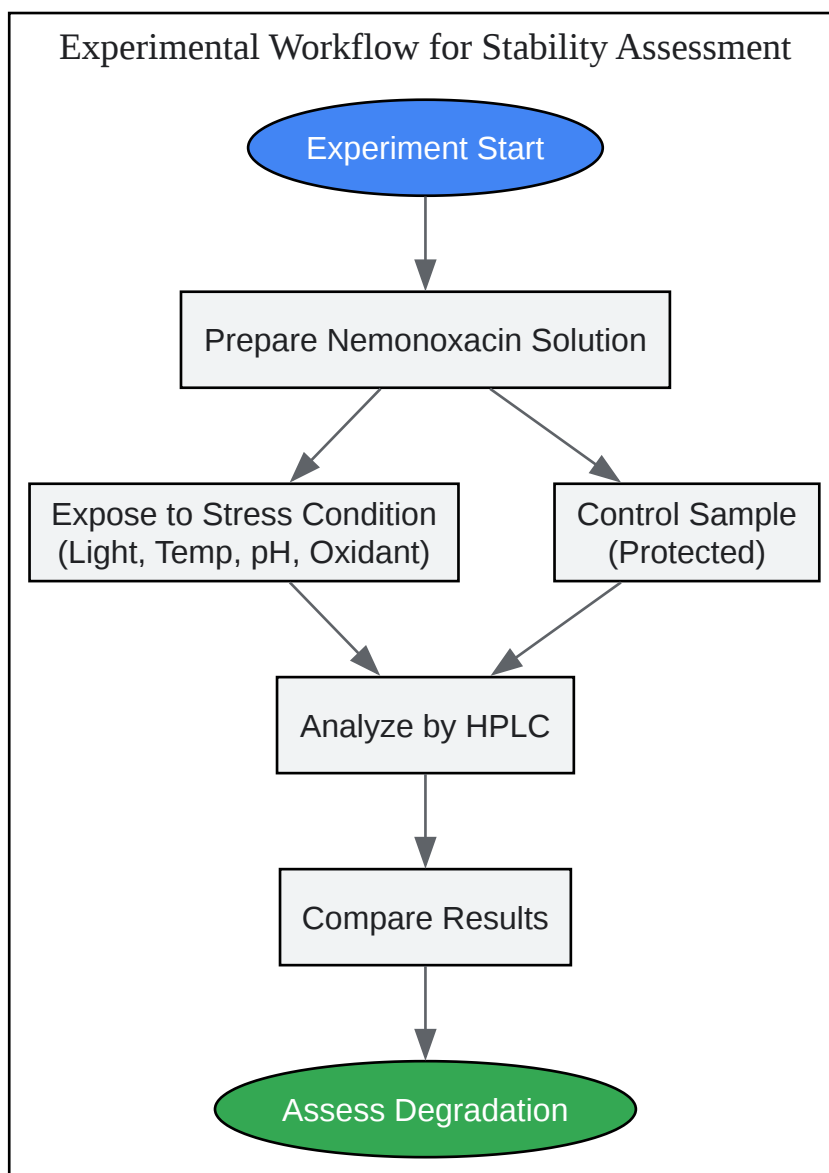 Experimental Workflow for Stability Assessment
Experiment Start
Prepare Nemonoxacin Solution
Expose to Stress Condition
(Light, Temp, pH, Oxidant)
Control Sample
(Protected)
Analyze by HPLC
Compare Results
Assess Degradation